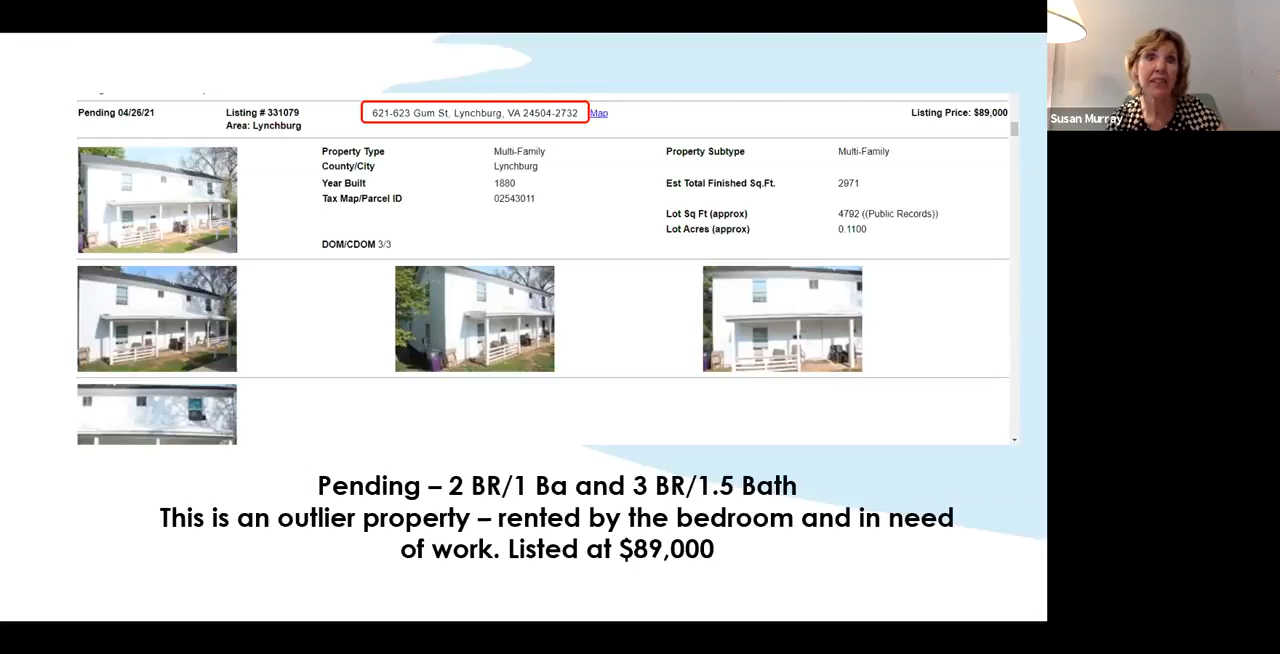 Pending 04/26/21 Listing # 331079 621-623 Gum St, Lynchburg, VA 24504-2732 Map Listing Price: $89,000
Area: Lynchburg
Property Type Multi-Family Property Subtype Multi-Family
County/City Lynchburg
Year Built 1880 Est Total Finished Sq.Ft. 2971
Tax Map/Parcel ID 02543011
Lot Sq Ft (approx) 4792 ((Public Records))
Lot Acres (approx) 0.1100
DOM/CDOM 3/3
Pending – 2 BR/1 Ba and 3 BR/1.5 Bath
This is an outlier property – rented by the bedroom and in need
of work. Listed at $89,000
Susan Murray